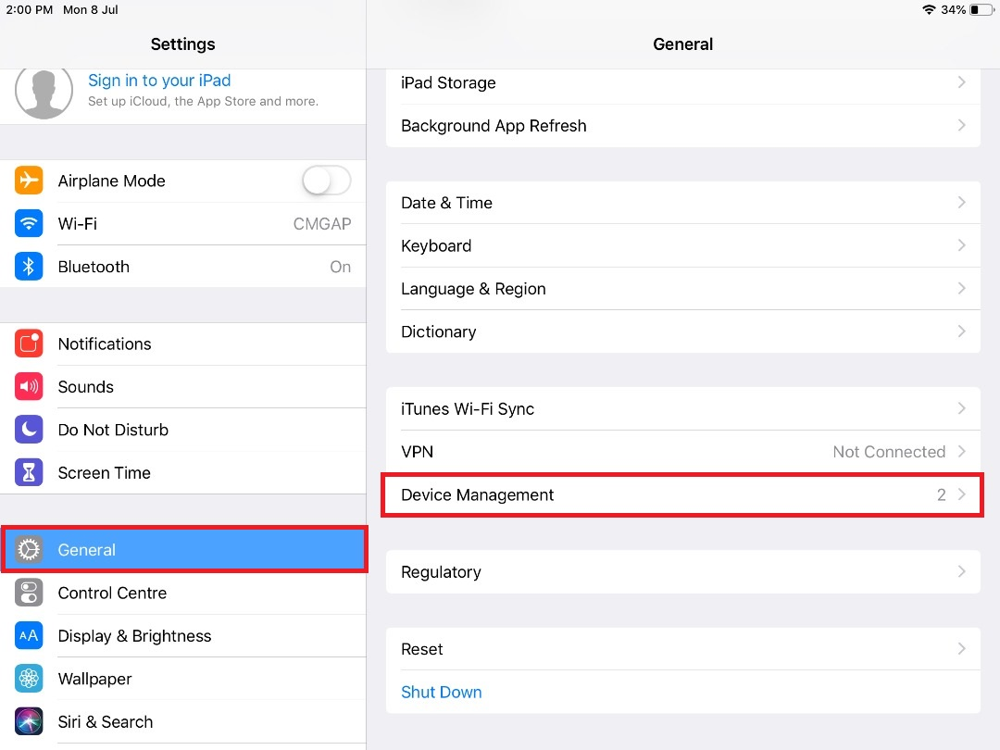 2:00 PM Mon 8 Jul
34%
Settings
Sign in to your iPad
Set up iCloud, the App Store and more.
Airplane Mode
Wi-Fi CMGAP
Bluetooth On
Notifications
Sounds
Do Not Disturb
Screen Time
General
Control Centre
AA Display & Brightness
Wallpaper
Siri & Search
General
iPad Storage
Background App Refresh
Date & Time
Keyboard
Language & Region
Dictionary
iTunes Wi-Fi Sync
VPN Not Connected
Device Management 2
Regulatory
Reset
Shut Down